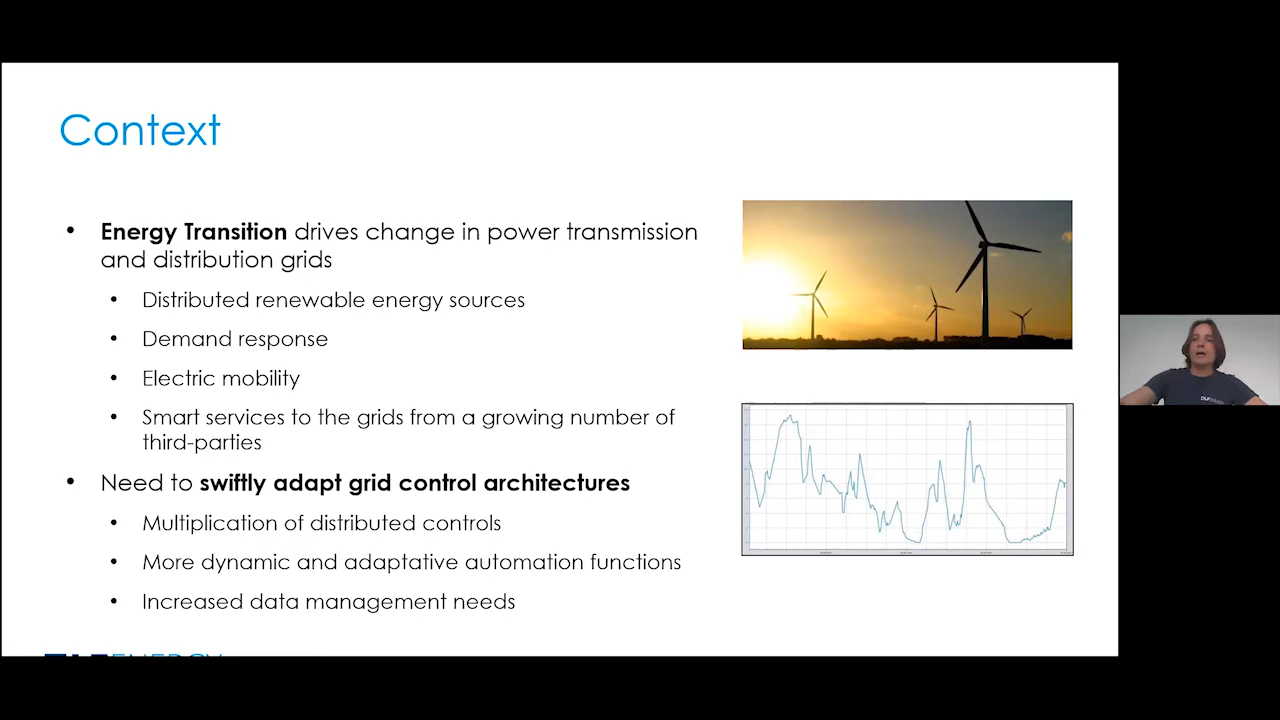 Context
• Energy Transition drives change in power transmission
and distribution grids
• Distributed renewable energy sources
• Demand response
• Electric mobility
• Smart services to the grids from a growing number of
third-parties
• Need to swiftly adapt grid control architectures
• Multiplication of distributed controls
• More dynamic and adaptative automation functions
• Increased data management needs